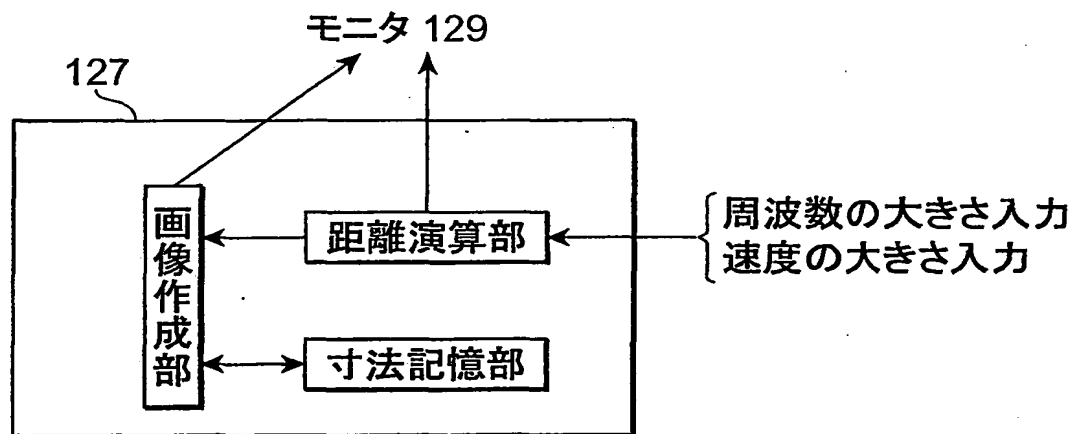 モニタ 129
127
画像作成部
距離演算部
周波数の大きさ入力
速度の大きさ入力
寸法記憶部